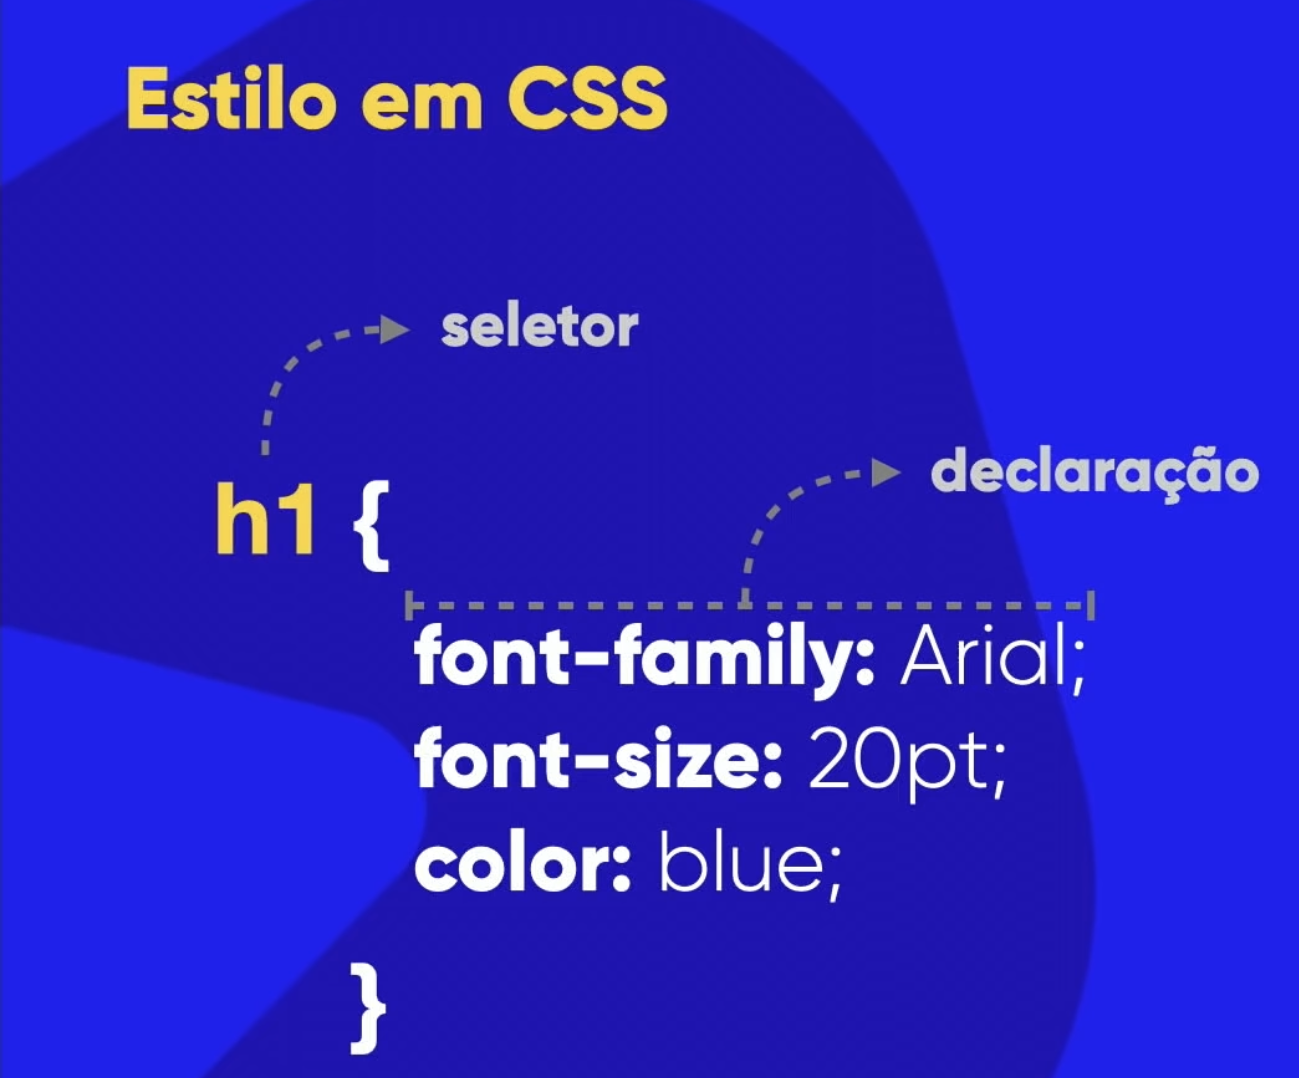 Estilo em CSS
seletor
declaração
h1 {
font-family: Arial;
font-size: 20pt;
color: blue;
}